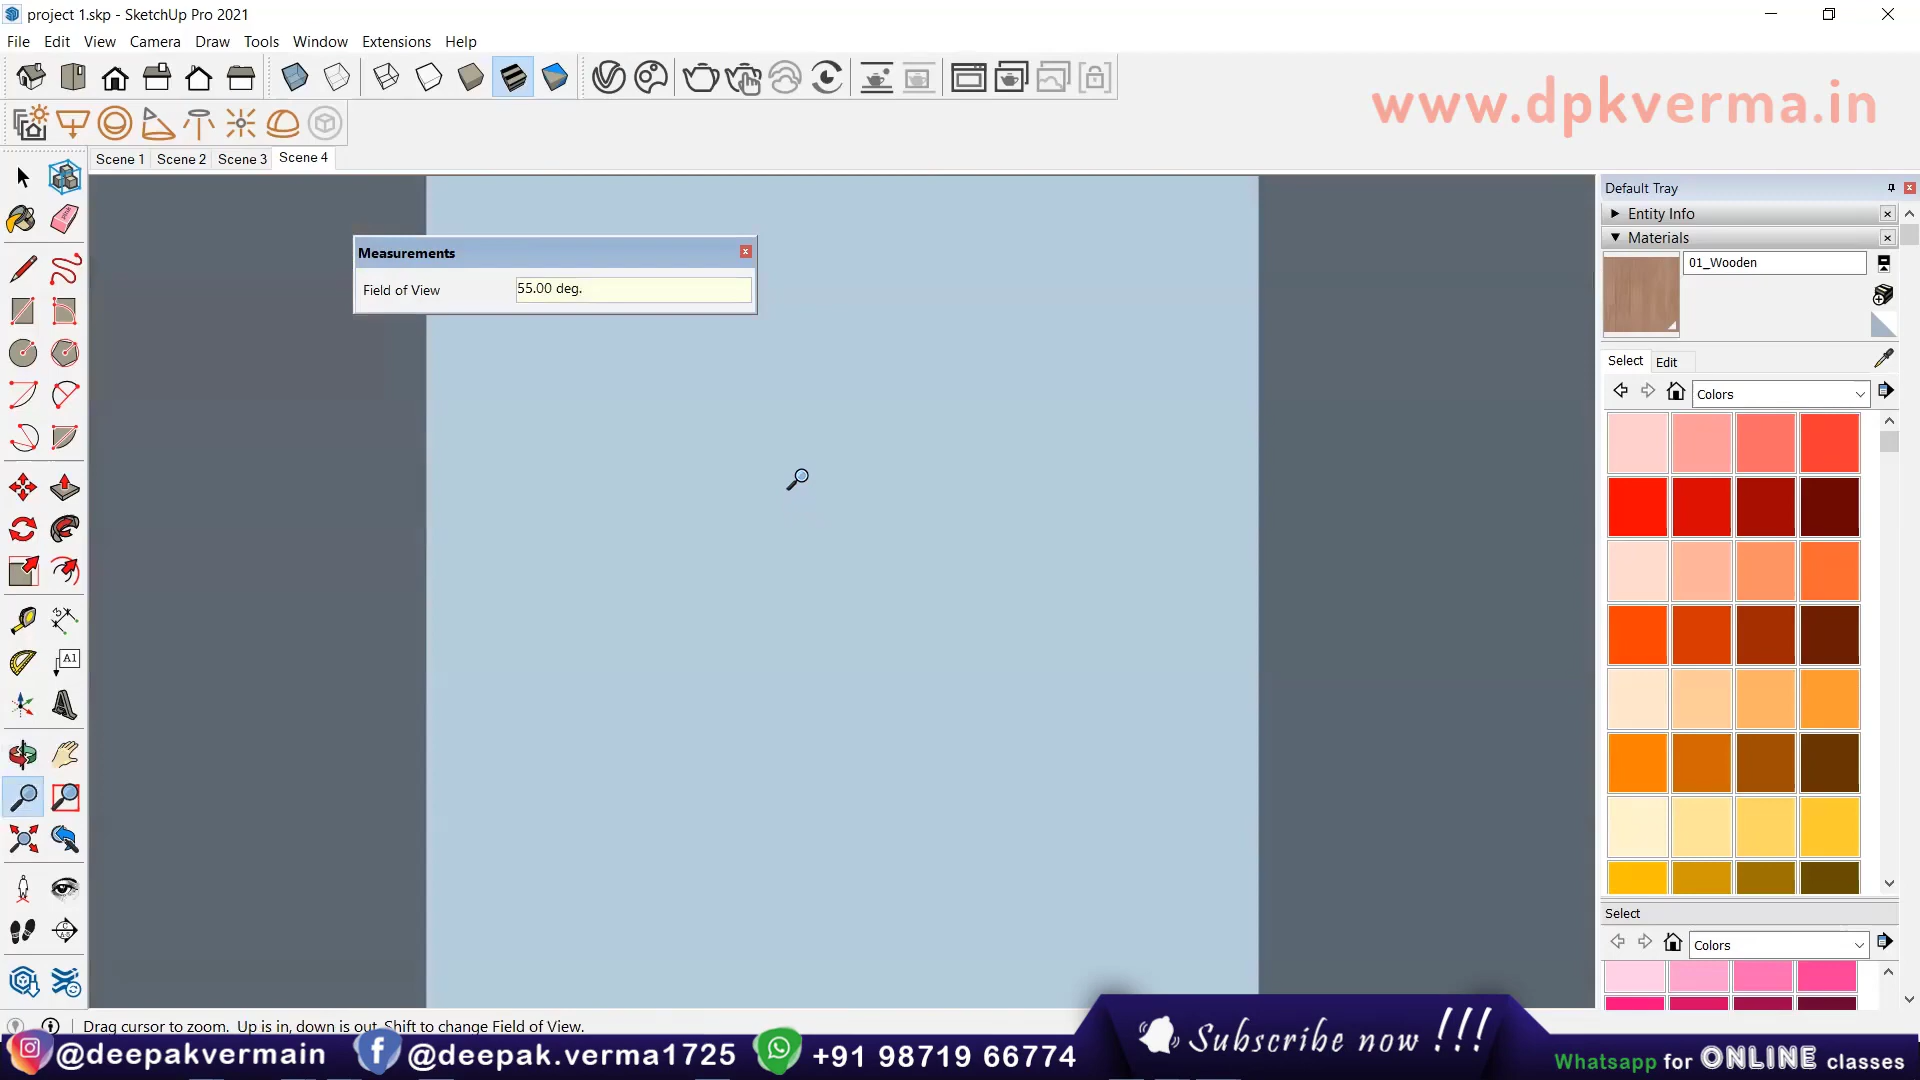 project 1.skp - SketchUp Pro 2021
File Edit View Camera Draw Tools Window Extensions Help
www.dpkverma.in
Scene 1 Scene 2 Scene 3 Scene 4
Default Tray
Entity Info
Materials
01_Wooden
Measurements
Field of View 55.00 deg.
Select Edit
Colors
A1
Select
Colors
Drag cursor to zoom. Up is in, down is out. Shift to change Field of View.
@deepakvermain @deepak.verma1725 +91 98719 66774
Subscribe now !!!
Whatsapp for ONLINE classes